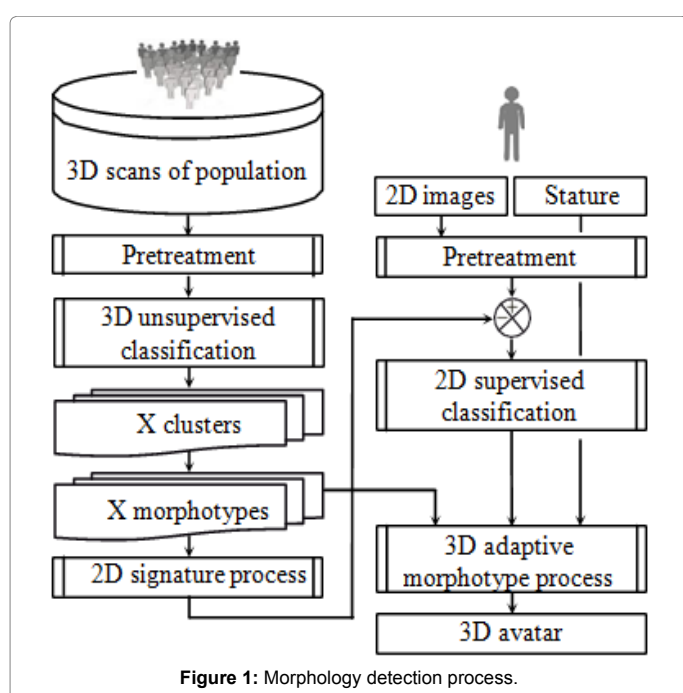 3D scans of population
Pretreatment
3D unsupervised
classification
X clusters
X morphotypes
2D signature process
2D images
Stature
Pretreatment
+
-
2D supervised
classification
3D adaptive
morphotype process
3D avatar
Figure 1: Morphology detection process.